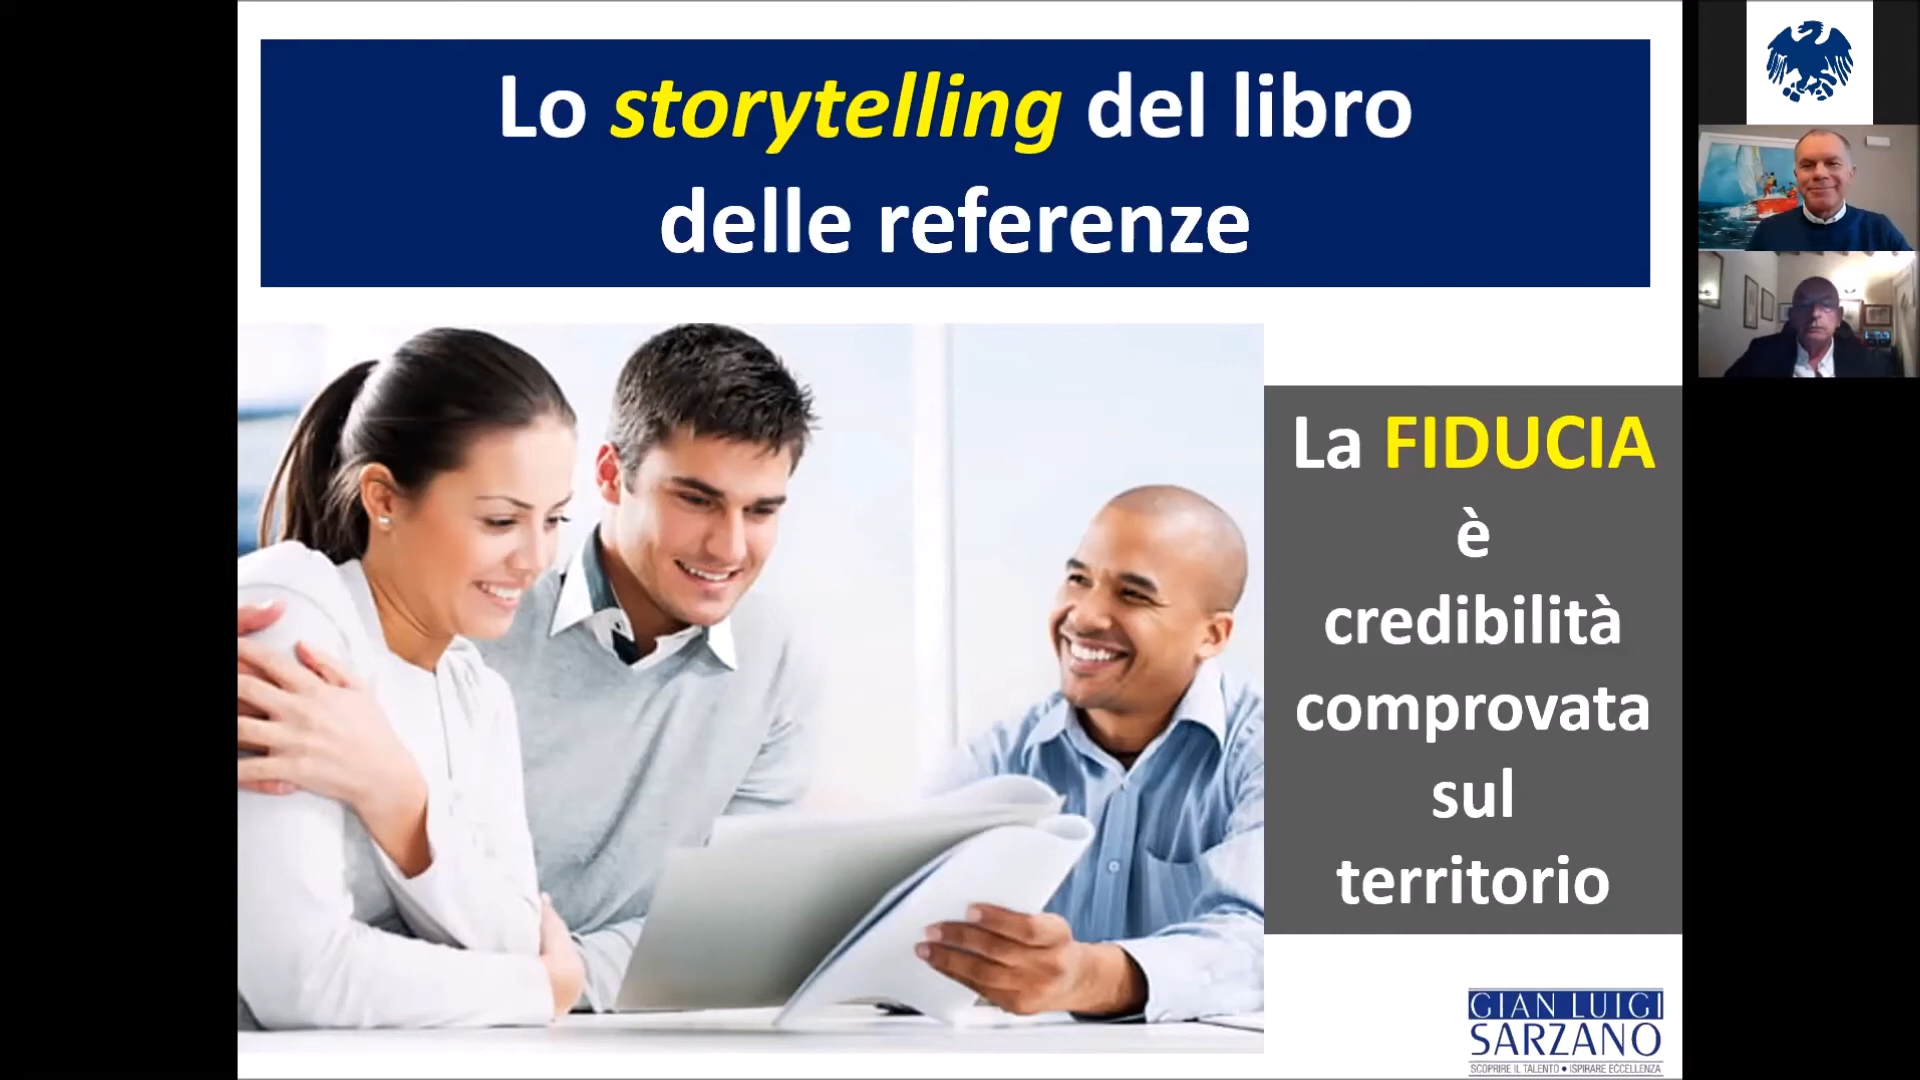 Lo storytelling del libro
delle referenze
La FIDUCIA
è
credibilità
comprovata
sul
territorio
GIAN LUIGI
SARZANO
SCOPRIRE IL TALENTO • ISPIRARE ECCELLENZA